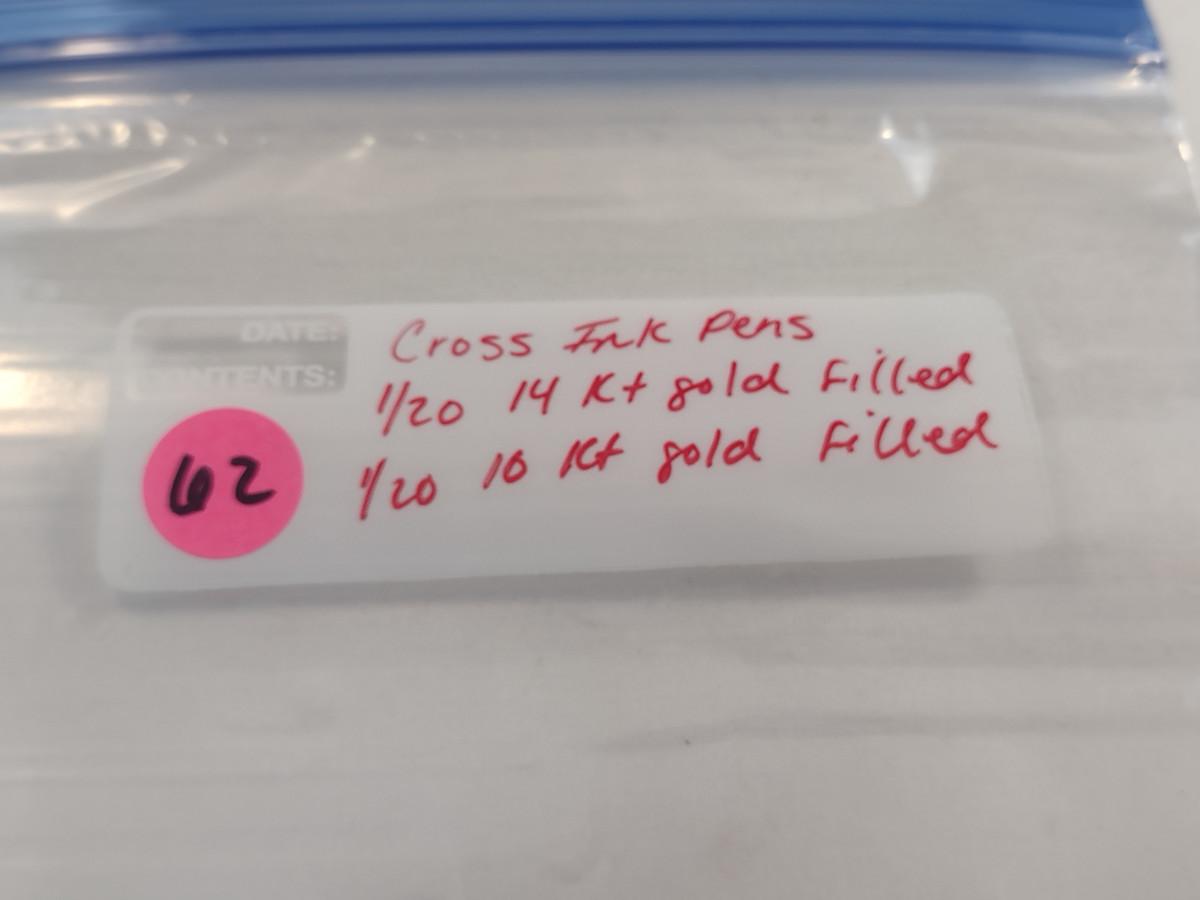 DATE:
CONTENTS:
Cross Ink Pens
1/20 14 Kt gold Filled
1/20 10 Kt gold Filled
62